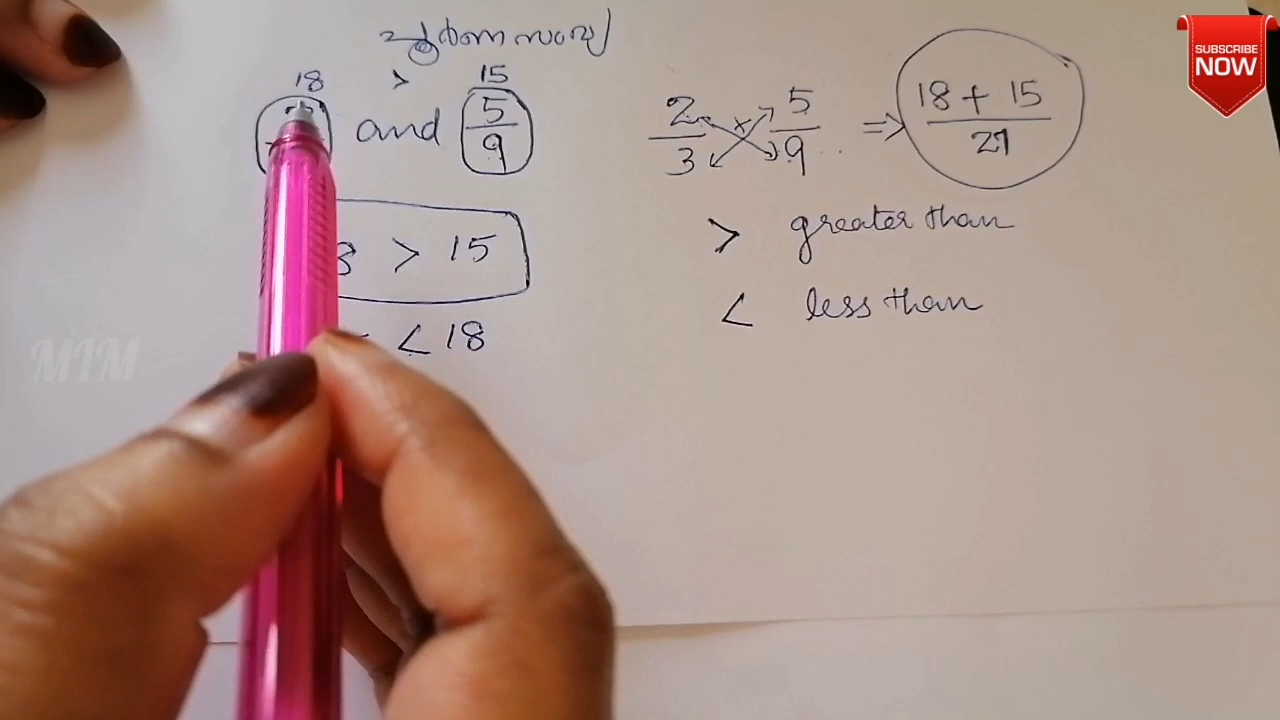 പൂർണസംഖ്യ
18 > 15
and 5/9
> 15
< 18
2/3 × 5/9 ⇒ (18 + 15)/27
> greater than
< less than
SUBSCRIBE
NOW
MIM